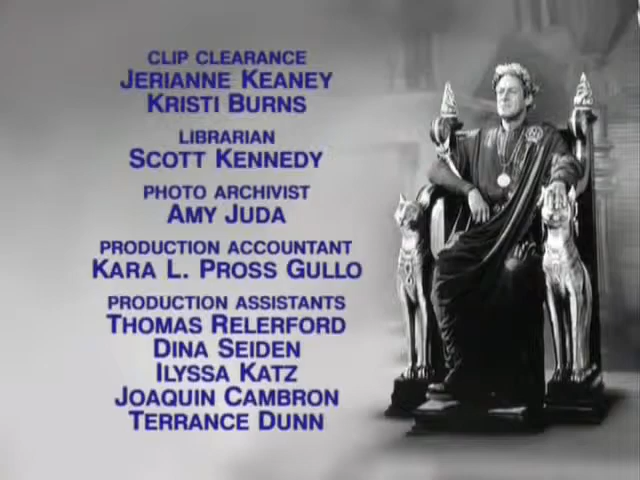 CLIP CLEARANCE
JERIANNE KEANEY
KRISTI BURNS
LIBRARIAN
SCOTT KENNEDY
PHOTO ARCHIVIST
AMY JUDA
PRODUCTION ACCOUNTANT
KARA L. PROSS GULLO
PRODUCTION ASSISTANTS
THOMAS RELERFORD
DINA SEIDEN
ILYSSA KATZ
JOAQUIN CAMBRON
TERRANCE DUNN